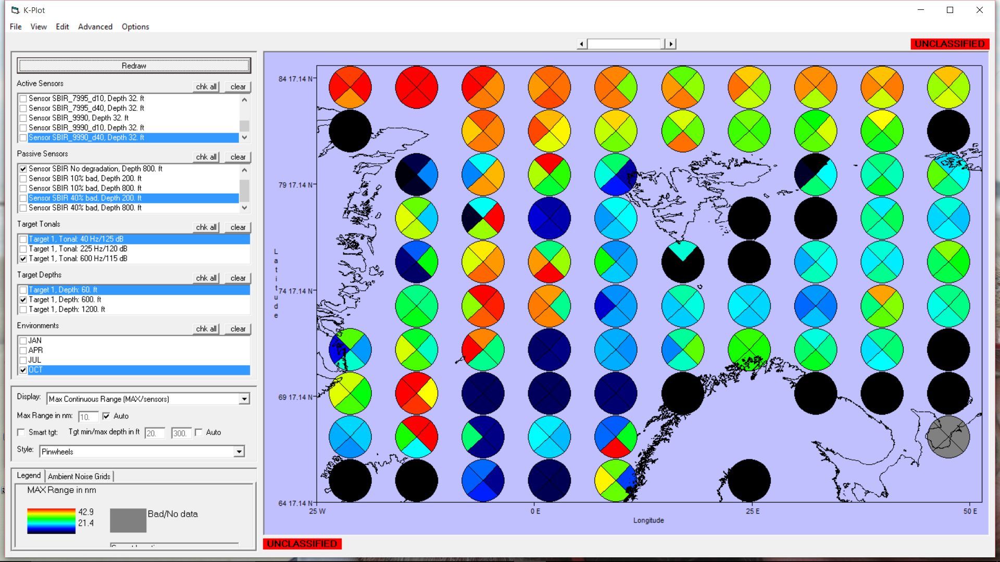 K-Plot
File View Edit Advanced Options
UNCLASSIFIED
Redraw
Active Sensors chk all clear
Sensor SBIR_7995_d10, Depth 32. ft
Sensor SBIR_7995_d40, Depth 32. ft
Sensor SBIR_9990, Depth 32. ft
Sensor SBIR_9990_d10, Depth 32. ft
Sensor SBIR_9990_d40, Depth 32. ft
Passive Sensors chk all clear
Sensor SBIR No degradation, Depth 800. ft
Sensor SBIR 10% bad, Depth 200. ft
Sensor SBIR 10% bad, Depth 800. ft
Sensor SBIR 40% bad, Depth 200. ft
Sensor SBIR 40% bad, Depth 800. ft
Target Tonals chk all clear
Target 1, Tonal: 40 Hz/125 dB
Target 1, Tonal: 225 Hz/120 dB
Target 1, Tonal: 600 Hz/115 dB
Target Depths chk all clear
Target 1, Depth: 60. ft
Target 1, Depth: 600. ft
Target 1, Depth: 1200. ft
Environments chk all clear
JAN
APR
JUL
OCT
Display: Max Continuous Range (MAX/sensors)
Max Range in nm: 10. Auto
Smart tgt: Tgt min/max depth in ft 20. 300. Auto
Style: Pinwheels
Legend Ambient Noise Grids
MAX Range in nm
42.9
21.4
Bad/No data
84 17.14 N
79 17.14 N
74 17.14 N
69 17.14 N
64 17.14 N
Latitude
25 W 0 E 25 E 50 E
Longitude
UNCLASSIFIED